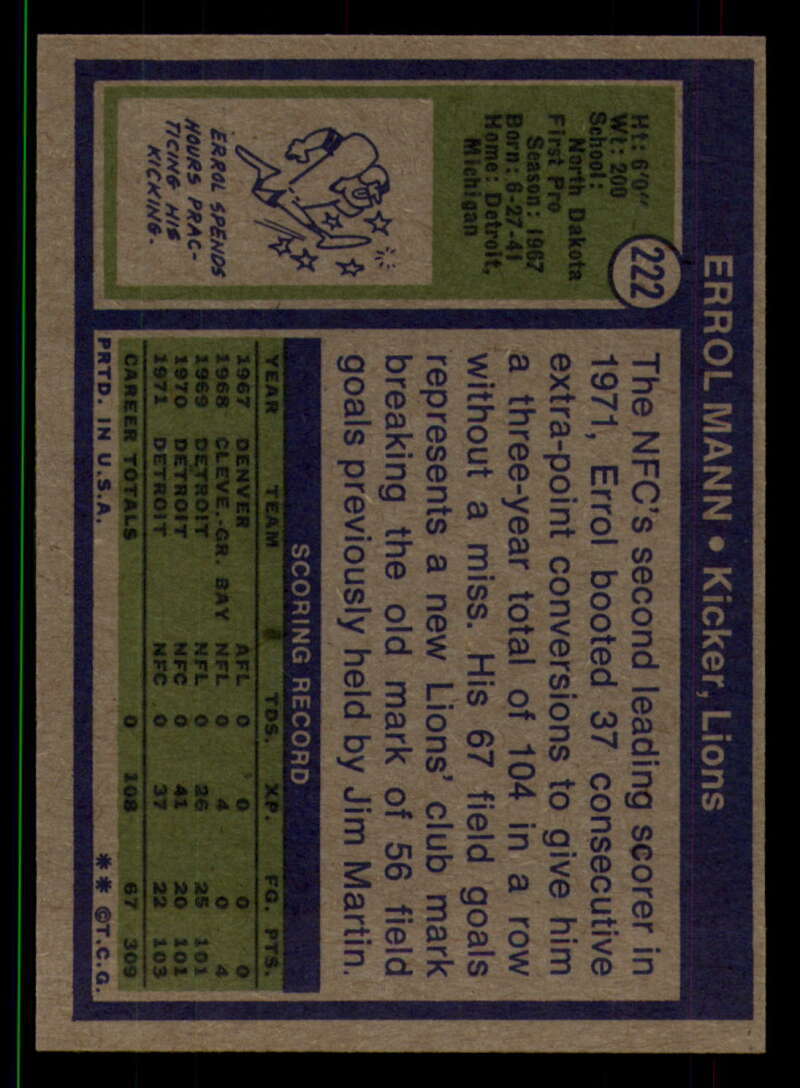 ERROL MANN • Kicker, Lions
222
Ht: 6'0"
Wt: 200
School:
North Dakota
First Pro
Season: 1967
Born: 6-27-41
Home: Detroit,
Michigan
ERROL SPENDS
HOURS PRAC-
TICING HIS
KICKING.
The NFC's second leading scorer in
1971, Errol booted 37 consecutive
extra-point conversions to give him
a three-year total of 104 in a row
without a miss. His 67 field goals
represents a new Lions' club mark
breaking the old mark of 56 field
goals previously held by Jim Martin.
SCORING RECORD
YEAR TEAM TDS. XP. FG. PTS.
1967 DENVER AFL 0 0 0 0
1968 CLEVE.-GR. BAY NFL 0 4 0 4
1969 DETROIT NFL 0 26 25 101
1970 DETROIT NFC 0 41 20 101
1971 DETROIT NFC 0 37 22 103
CAREER TOTALS 0 108 67 309
PRTD. IN U.S.A. ** ©T.C.G.